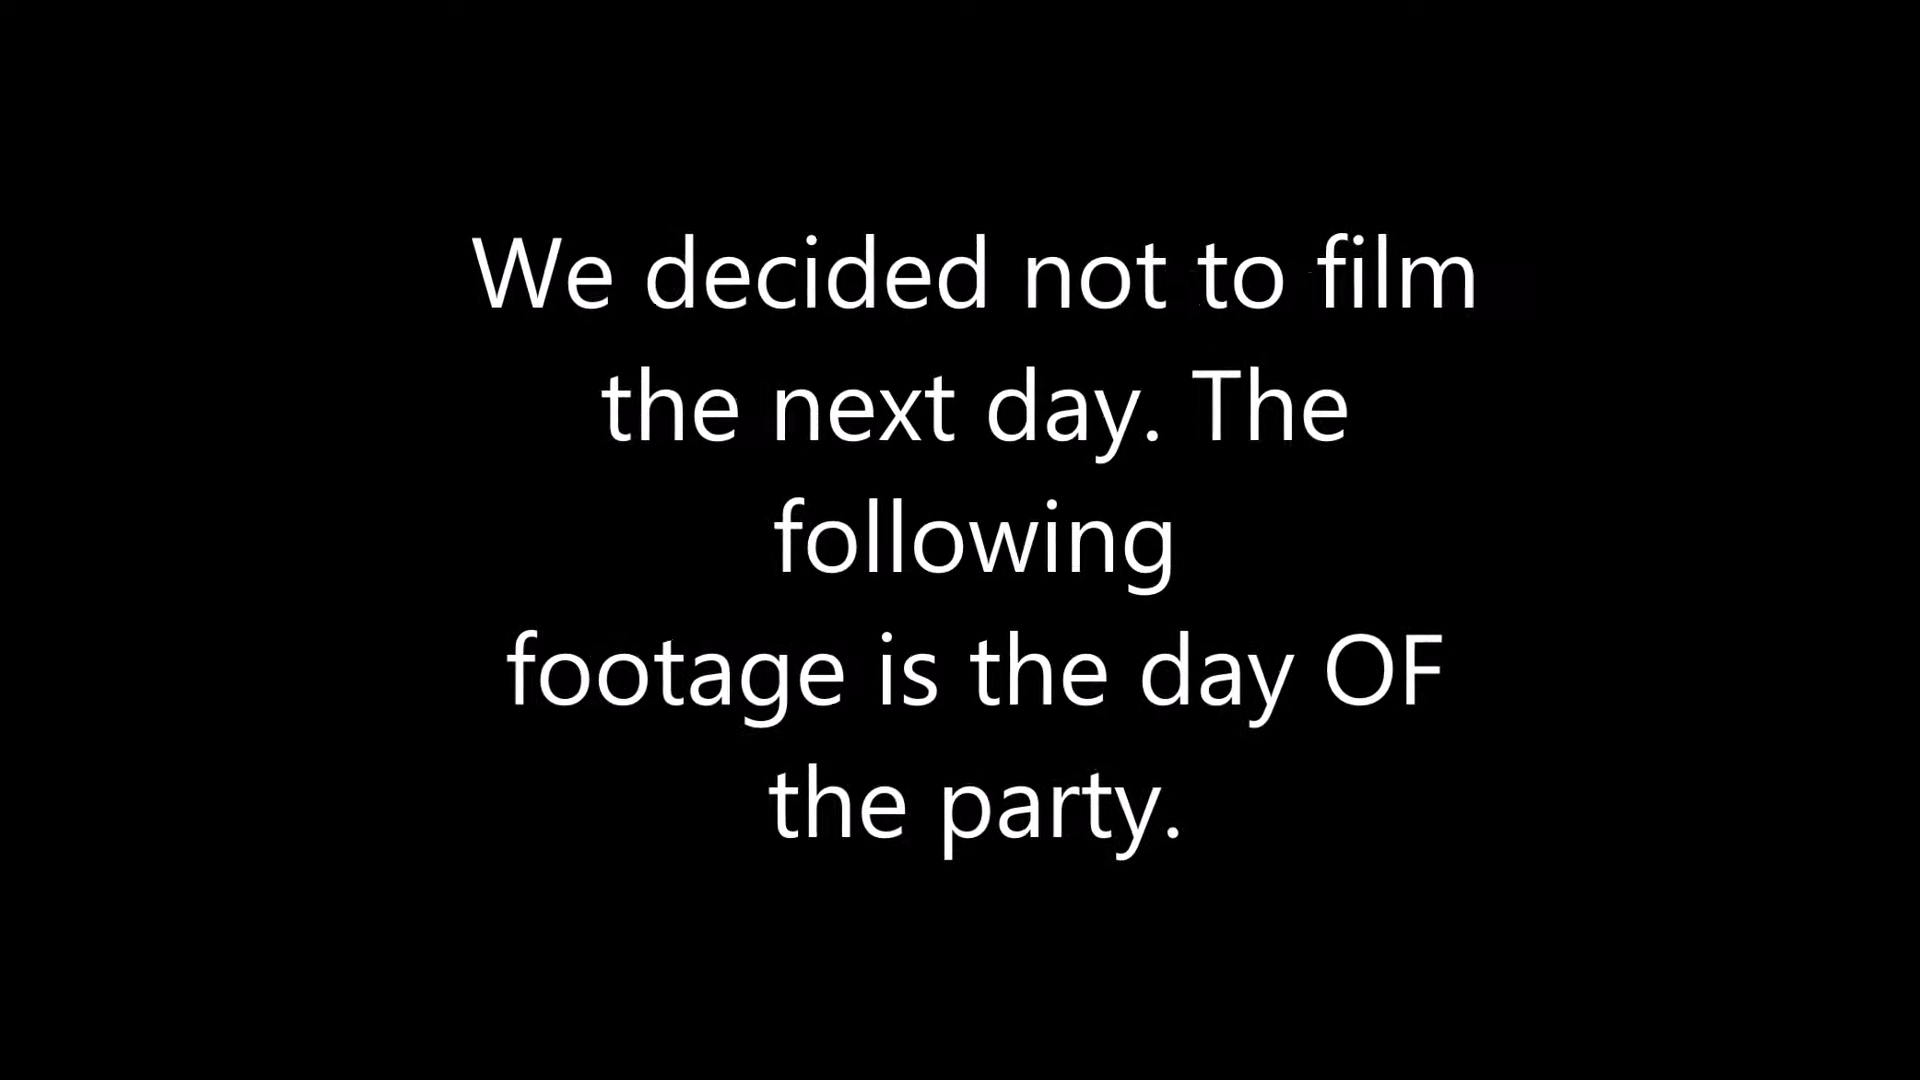 We decided not to film
the next day. The
following
footage is the day OF
the party.